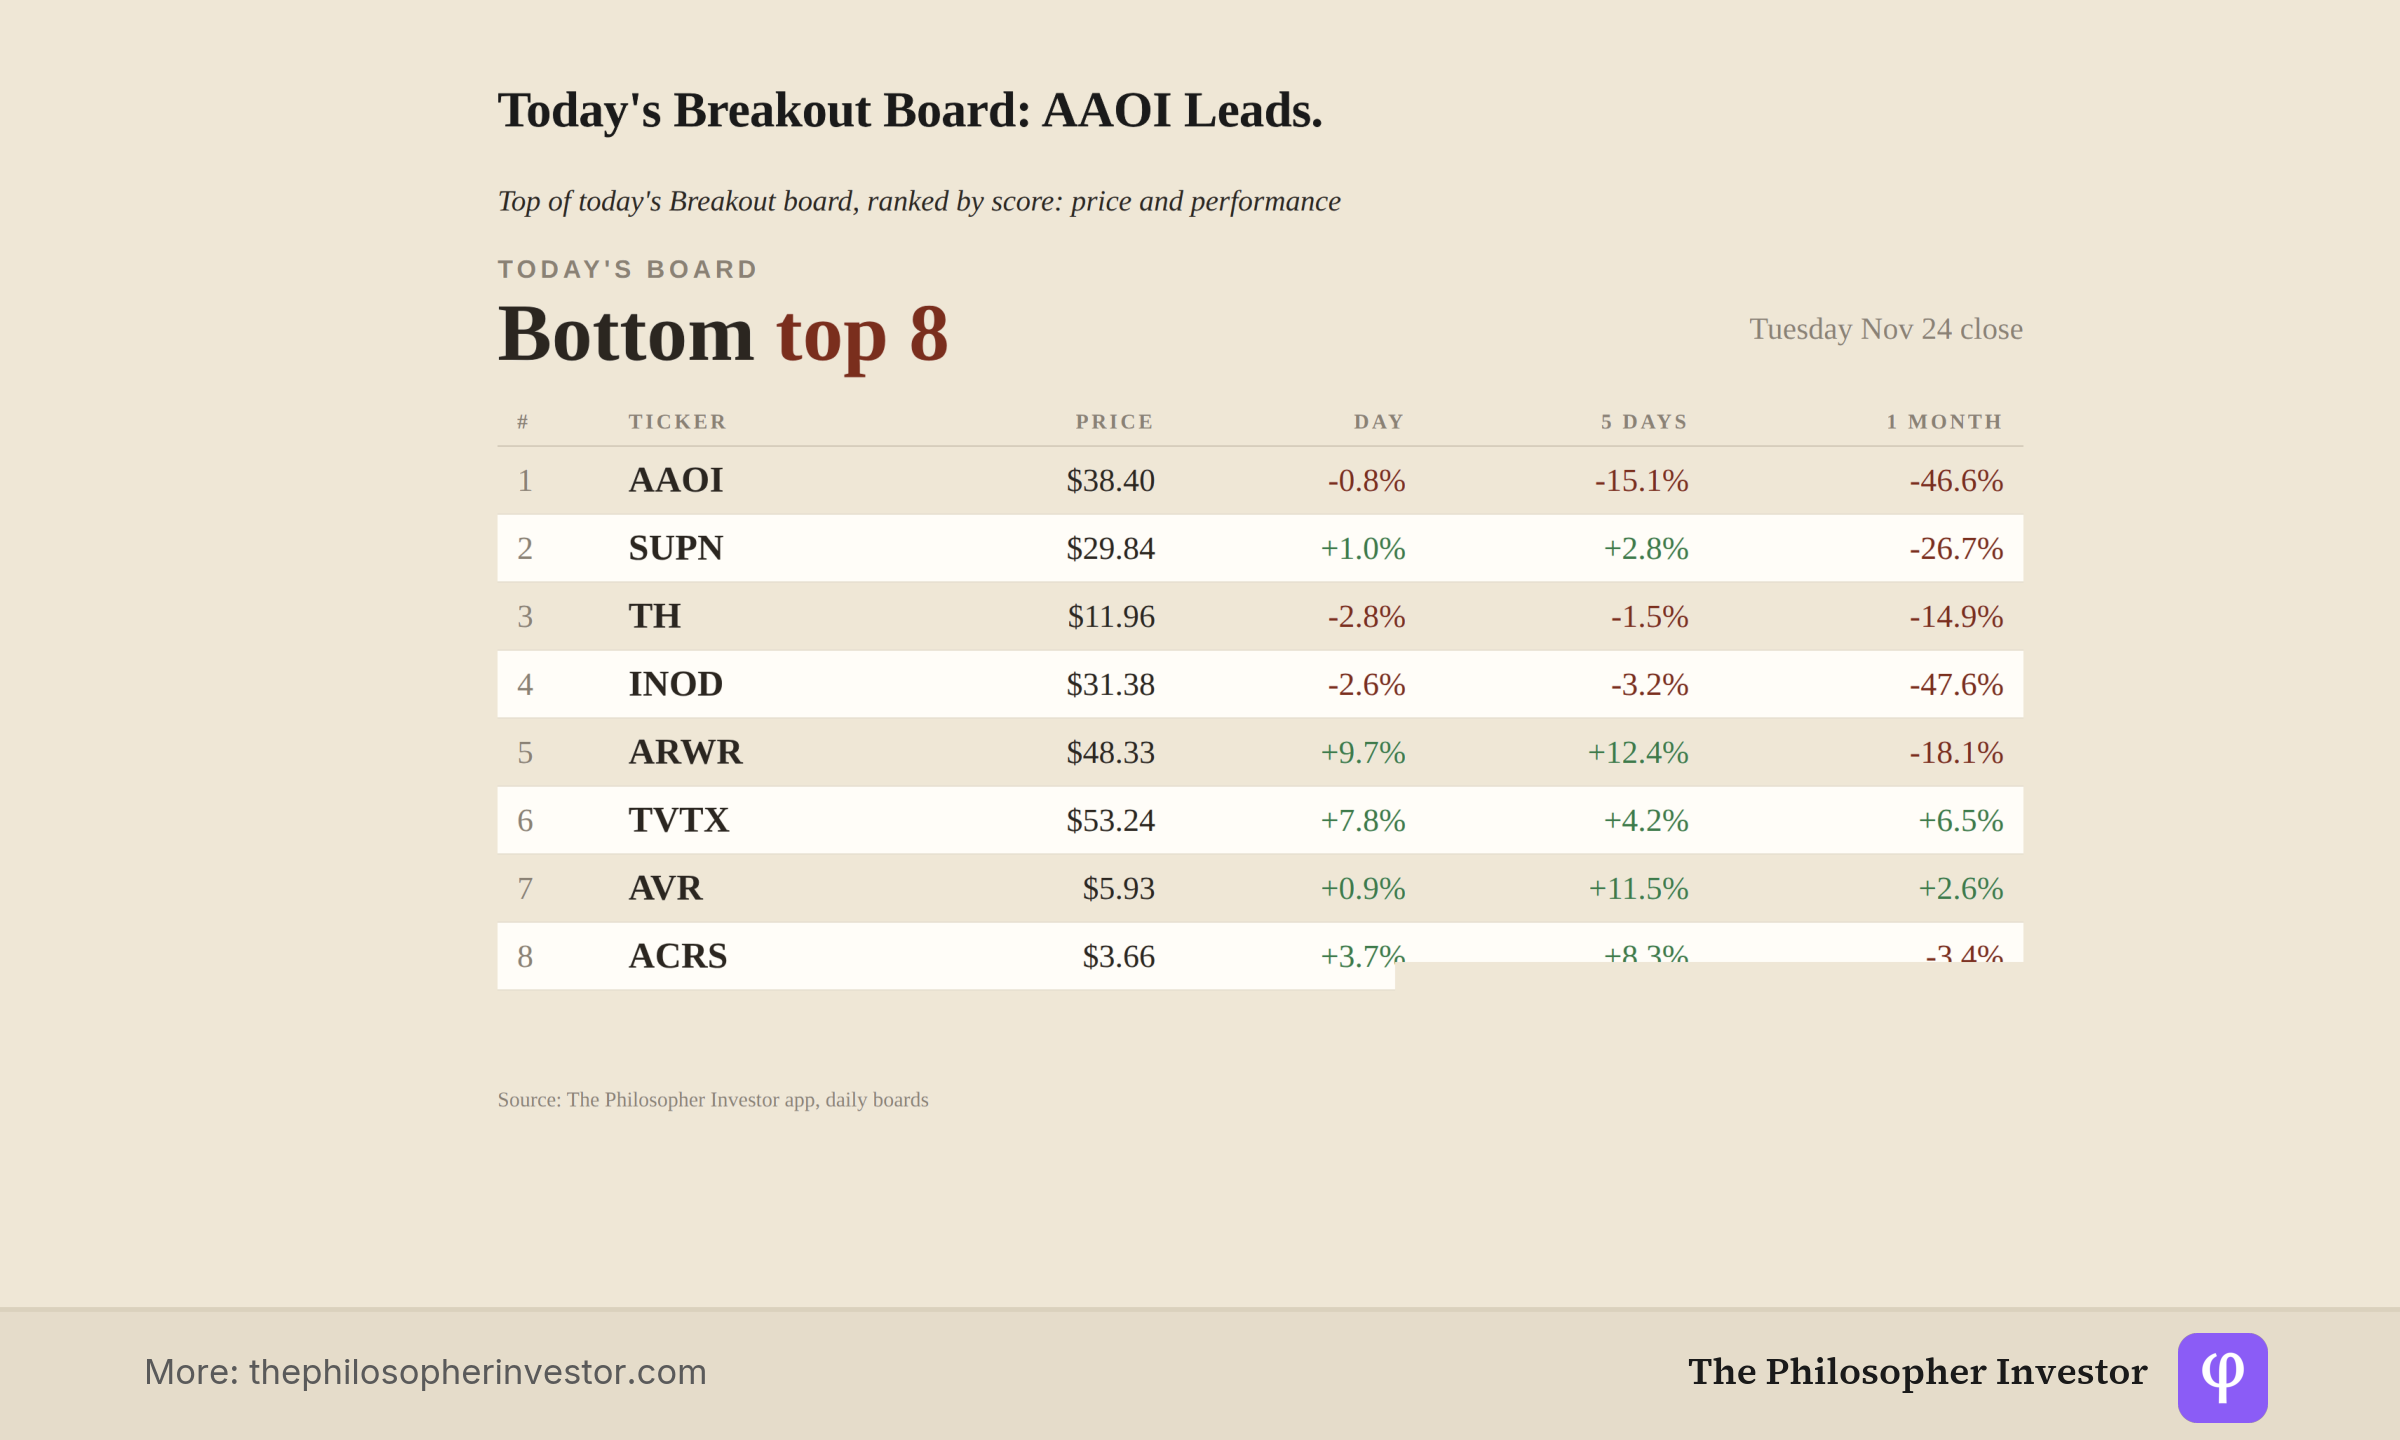 Today's Breakout Board: AAOI Leads.
Top of today's Breakout board, ranked by score: price and performance
TODAY'S BOARD
Bottom top 8
Tuesday Nov 24 close
# TICKER PRICE DAY 5 DAYS 1 MONTH
1 AAOI $38.40 -0.8% -15.1% -46.6%
2 SUPN $29.84 +1.0% +2.8% -26.7%
3 TH $11.96 -2.8% -1.5% -14.9%
4 INOD $31.38 -2.6% -3.2% -47.6%
5 ARWR $48.33 +9.7% +12.4% -18.1%
6 TVTX $53.24 +7.8% +4.2% +6.5%
7 AVR $5.93 +0.9% +11.5% +2.6%
8 ACRS $3.66 +3.7% +8.3% -3.4%
Source: The Philosopher Investor app, daily boards
More: thephilosopherinvestor.com
The Philosopher Investor
φ